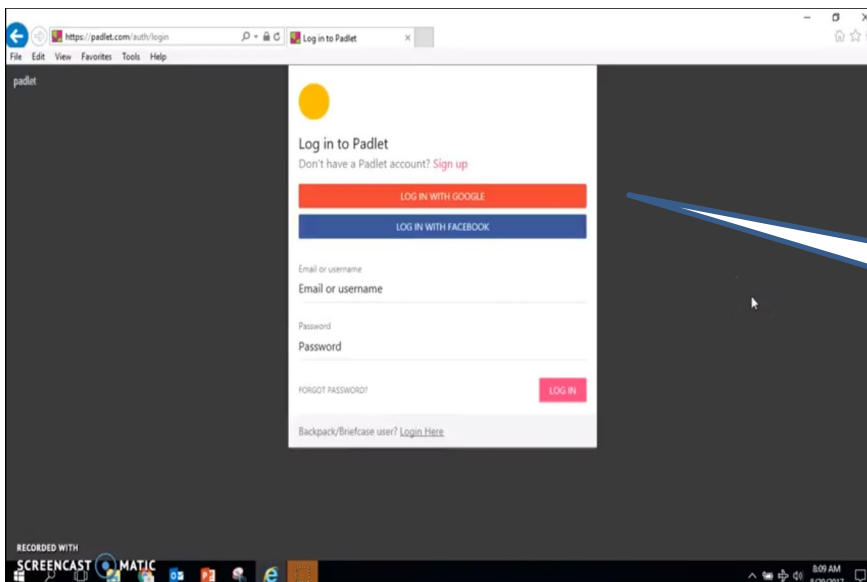 https://padlet.com/auth/login
Log in to Padlet
File Edit View Favorites Tools Help
padlet
Log in to Padlet
Don't have a Padlet account? Sign up
LOG IN WITH GOOGLE
LOG IN WITH FACEBOOK
Email or username
Email or username
Password
Password
FORGOT PASSWORD?
LOG IN
Backpack/Briefcase user? Login Here
RECORDED WITH
SCREENCAST MATIC
8:09 AM